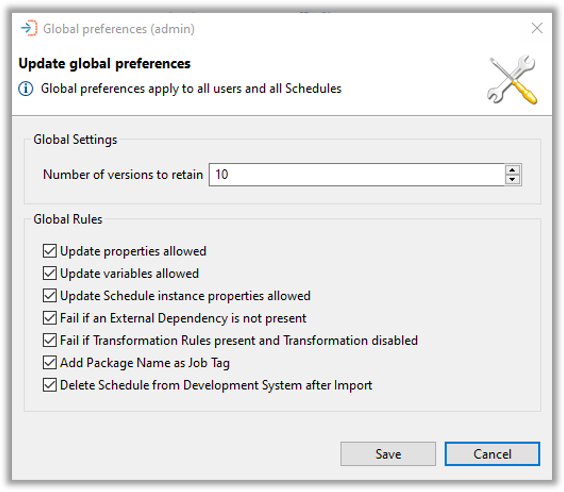 Global preferences (admin)
Update global preferences
Global preferences apply to all users and all Schedules
Global Settings
Number of versions to retain 10
Global Rules
Update properties allowed
Update variables allowed
Update Schedule instance properties allowed
Fail if an External Dependency is not present
Fail if Transformation Rules present and Transformation disabled
Add Package Name as Job Tag
Delete Schedule from Development System after Import
Save Cancel